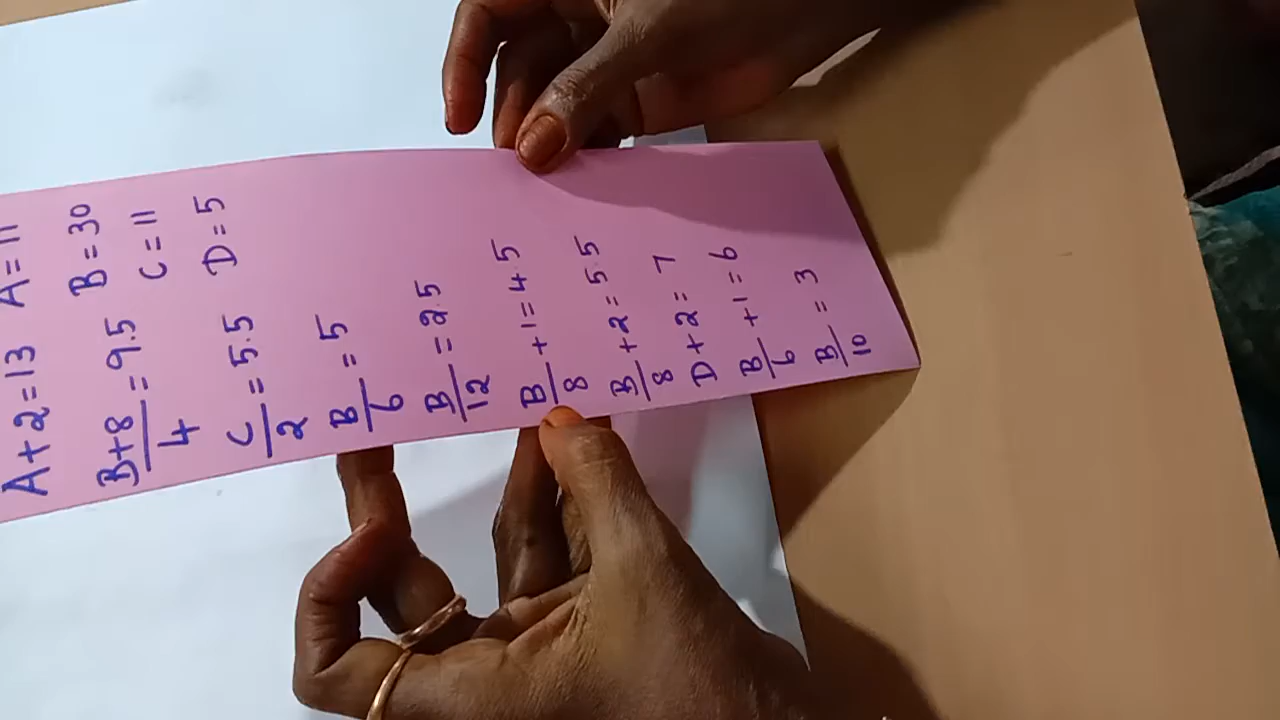 A+2=13 A=11
B+8/4=9.5 B=30
C/2=5.5 C=11
B/6=5 D=5
B/12=2.5
B/8+1=4.5
B/8+2=5.5
D+2=7
B/6+1=6
B/10=3